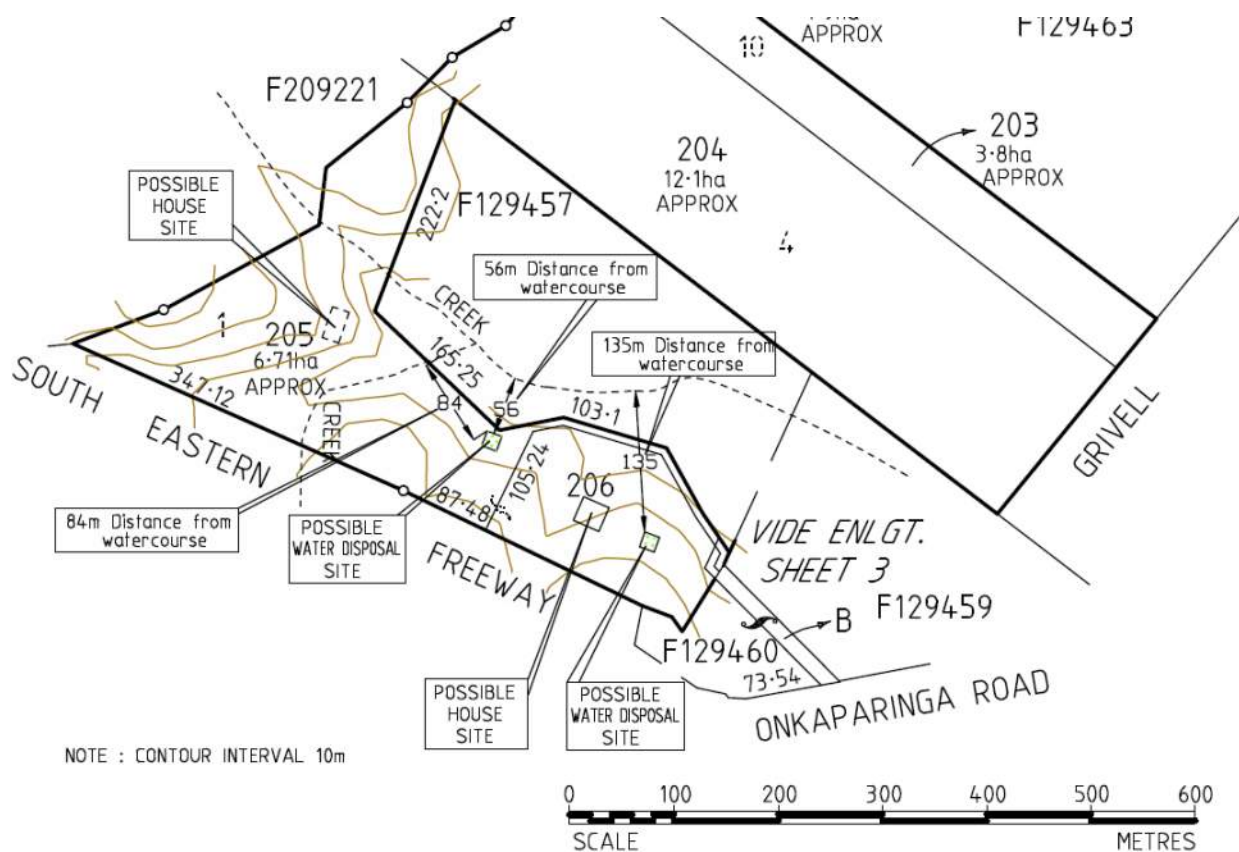 APPROX
F129463
10
F209221
203
3·8ha
APPROX
204
12·1ha
APPROX
POSSIBLE
HOUSE
SITE
222·2
F129457
4
56m Distance from
watercourse
CREEK
135m Distance from
watercourse
1
205
6·71ha
APPROX
165·25
SOUTH EASTERN FREEWAY
347·12
CREEK
84
56
103·1
GRIVELL
135
105·24
206
87·48
84m Distance from
watercourse
POSSIBLE
WATER DISPOSAL
SITE
VIDE ENLGT.
SHEET 3
F129459
B
F129460
73·54
ONKAPARINGA ROAD
POSSIBLE
HOUSE
SITE
POSSIBLE
WATER DISPOSAL
SITE
NOTE : CONTOUR INTERVAL 10m
0 100 200 300 400 500 600
SCALE METRES